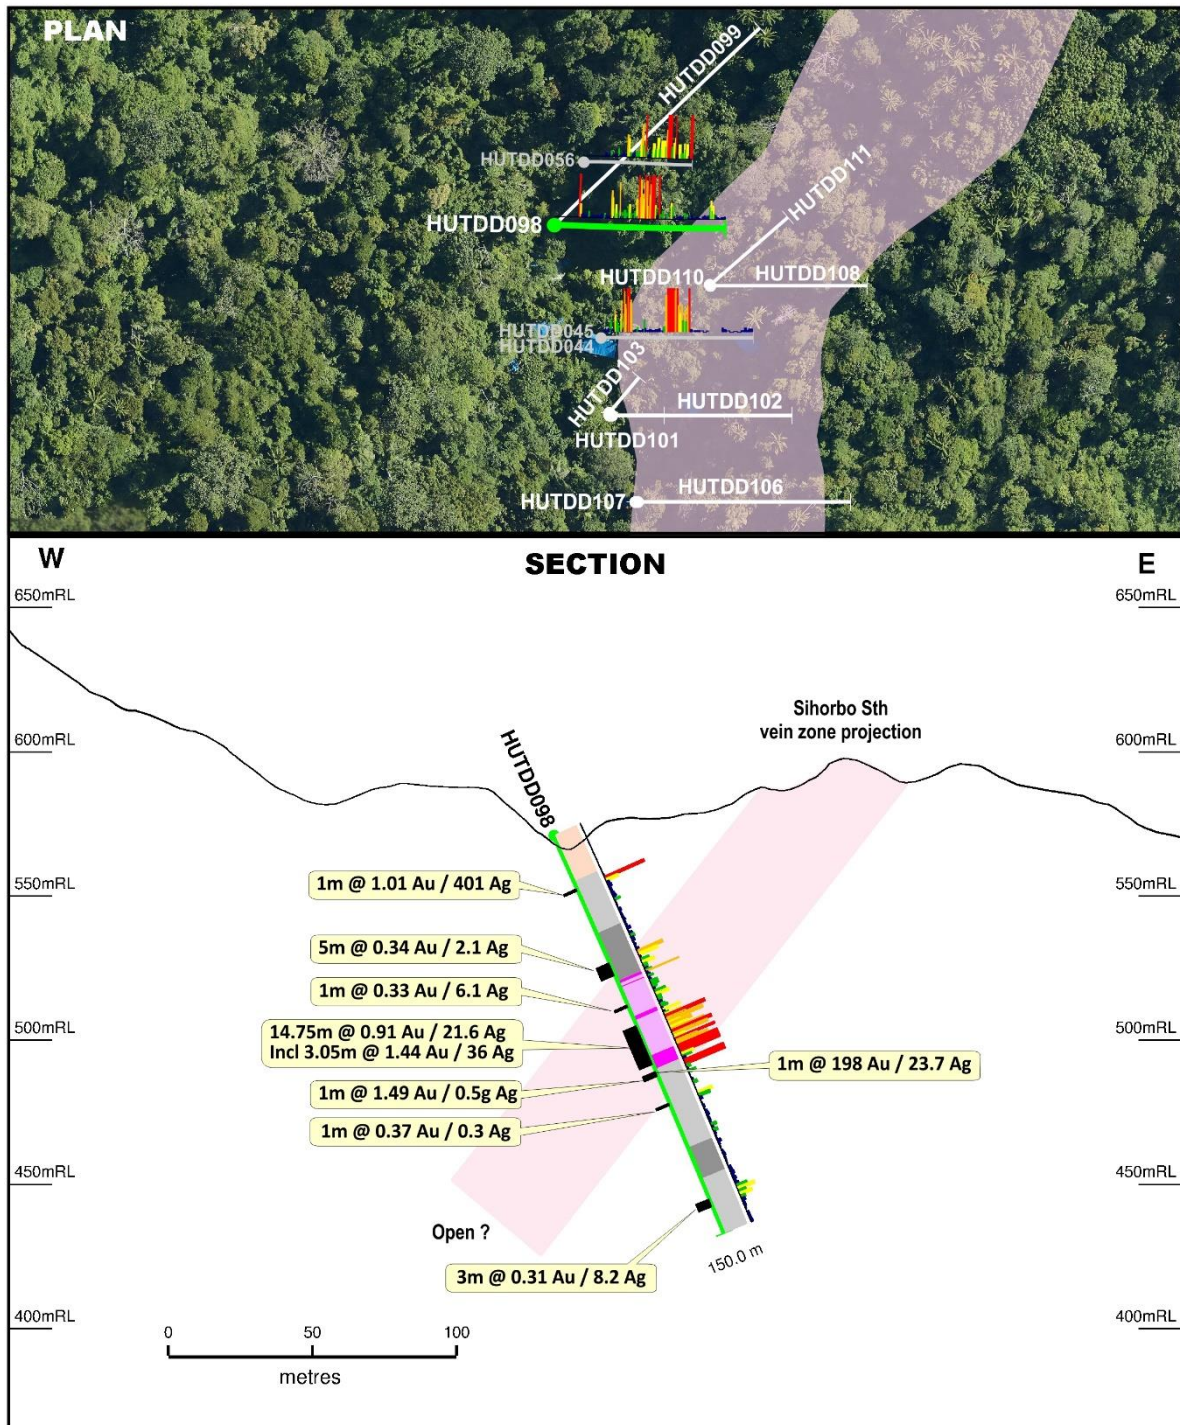 PLAN
HUTDD099
HUTDD056
HUTDD111
HUTDD098
HUTDD110
HUTDD108
HUTDD045
HUTDD044
HUTDD103
HUTDD102
HUTDD101
HUTDD107
HUTDD106
W
SECTION
E
650mRL
650mRL
Sihorbo Sth
vein zone projection
600mRL
600mRL
HUTDD098
550mRL
550mRL
1m @ 1.01 Au / 401 Ag
5m @ 0.34 Au / 2.1 Ag
1m @ 0.33 Au / 6.1 Ag
500mRL
500mRL
14.75m @ 0.91 Au / 21.6 Ag
Incl 3.05m @ 1.44 Au / 36 Ag
1m @ 198 Au / 23.7 Ag
1m @ 1.49 Au / 0.5g Ag
1m @ 0.37 Au / 0.3 Ag
450mRL
450mRL
Open ?
150.0 m
3m @ 0.31 Au / 8.2 Ag
400mRL
400mRL
0
50
100
metres